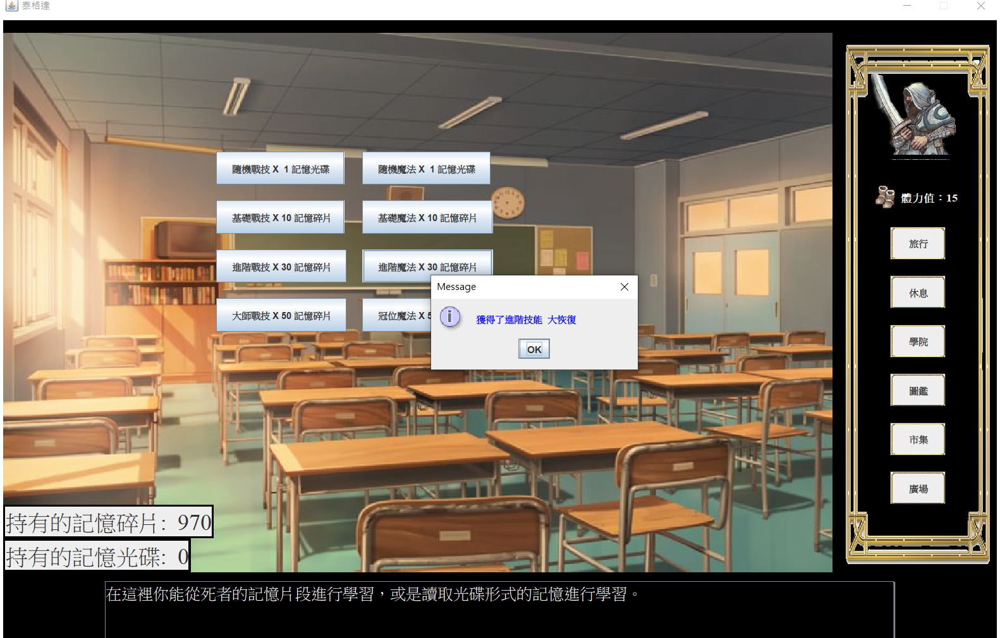 泰格達
隨機戰技 X 1 記憶光碟
隨機魔法 X 1 記憶光碟
基礎戰技 X 10 記憶碎片
基礎魔法 X 10 記憶碎片
進階戰技 X 30 記憶碎片
進階魔法 X 30 記憶碎片
大師戰技 X 50 記憶碎片
冠位魔法 X 5
Message
獲得了進階技能 大恢復
OK
體力值：15
旅行
休息
學院
圖鑑
市集
廣場
持有的記憶碎片: 970
持有的記憶光碟: 0
在這裡你能從死者的記憶片段進行學習，或是讀取光碟形式的記憶進行學習。